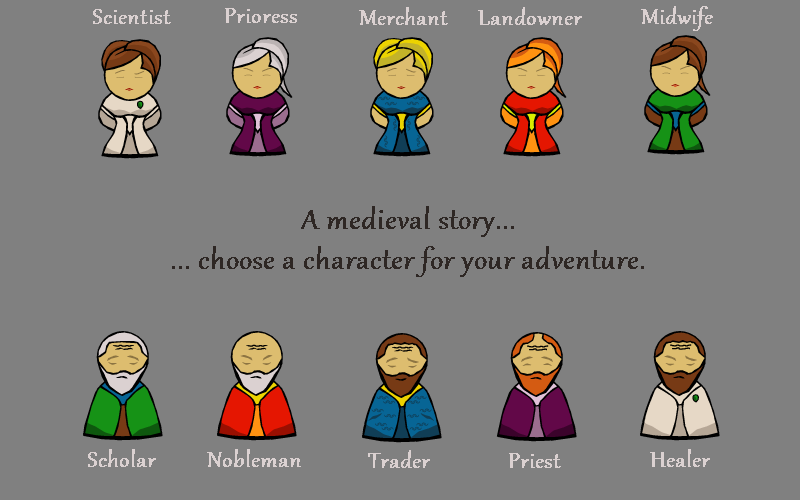 Scientist Prioress Merchant Landowner Midwife
A medieval story...
... choose a character for your adventure.
Scholar Nobleman Trader Priest Healer